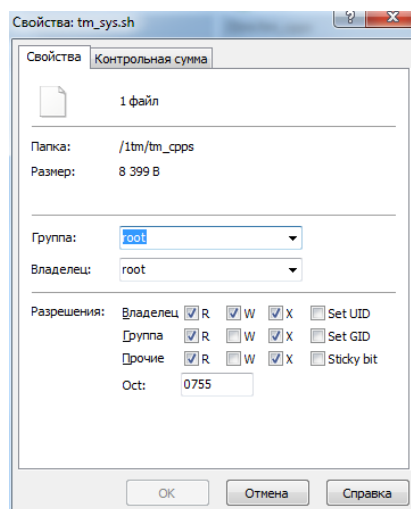 Свойства: tm_sys.sh
Свойства Контрольная сумма
1 файл
Папка: /1tm/tm_cpps
Размер: 8 399 B
Группа: root
Владелец: root
Разрешения: Владелец R W X Set UID
Группа R W X Set GID
Прочие R W X Sticky bit
Oct: 0755
OK Отмена Справка